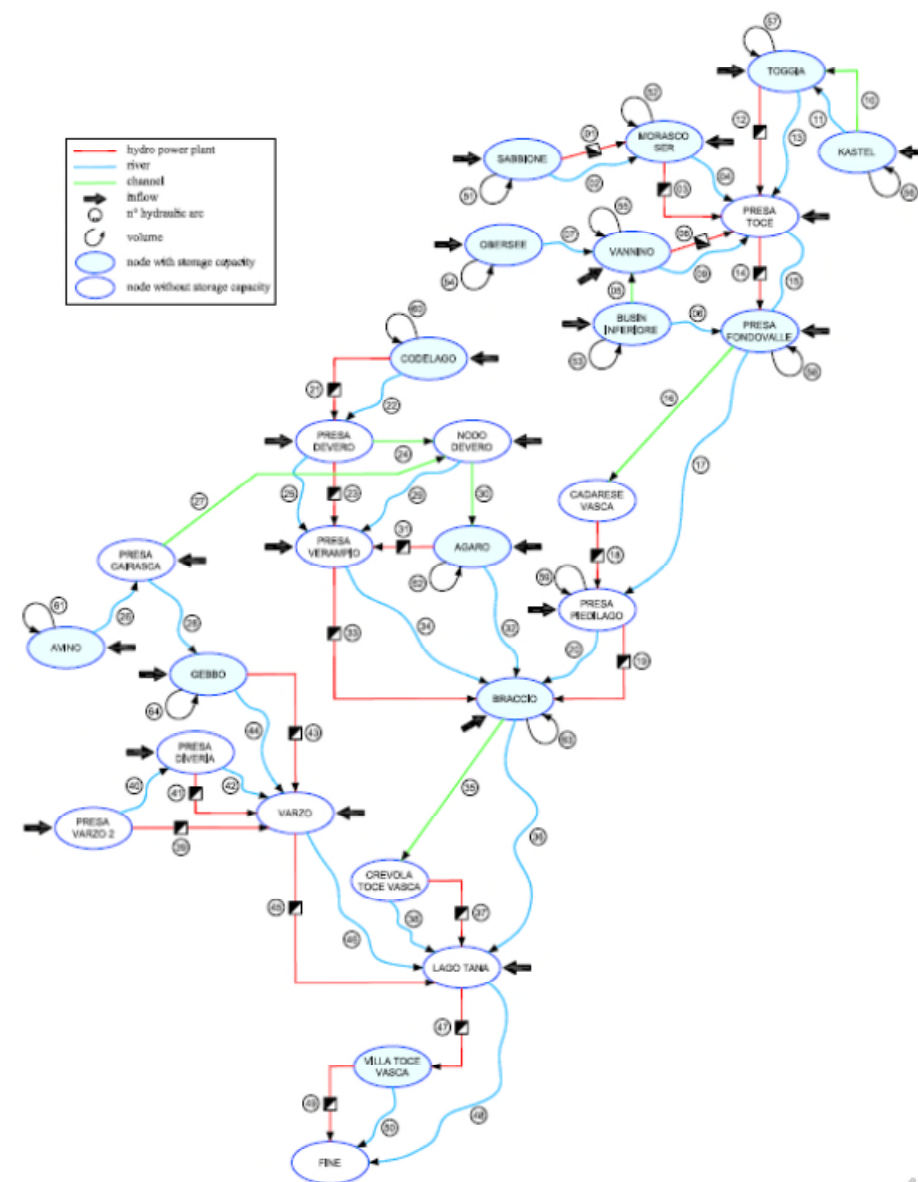 57
TOGGIA
10
52
12
11
13
01
MORASCO
SER
KASTEL
SABBIONE
04
51
02
03
58
PRESA
TOCE
55
07
08
OBERSEE
VANNINO
09
14
15
54
05
BUSIN
INFERIORE
06
PRESA
FONDOVALLE
53
56
hydro power plant
river
channel
inflow
n° hydraulic arc
volume
node with storage capacity
node without storage capacity
60
CODELAGO
21
22
16
PRESA
DEVERO
NODO
DEVERO
24
17
27
25
23
29
30
CADARESE
VASCA
31
PRESA
VERAMPIO
AGARO
18
PRESA
CAIRASCA
59
61
26
28
PRESA
PIEDILAGO
AVINO
33
34
32
20
19
GEBBO
BRACCIO
64
43
63
44
PRESA
DIVERIA
40
41
42
35
VARZO
PRESA
VARZO 2
39
36
CREVOLA
TOCE VASCA
45
37
38
46
LAGO TANA
47
VILLA TOCE
VASCA
49
48
50
FINE